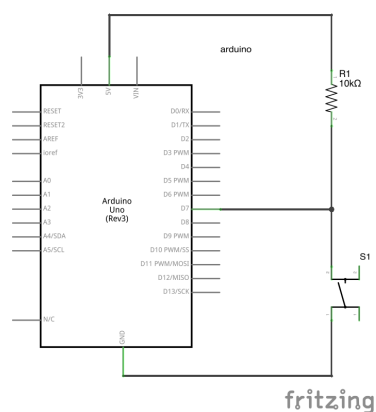 arduino
3V3
5V
VIN
R1
10kΩ
RESET
RESET2
AREF
ioref
A0
A1
A2
A3
A4/SDA
A5/SCL
N/C
Arduino
Uno
(Rev3)
D0/RX
D1/TX
D2
D3 PWM
D4
D5 PWM
D6 PWM
D7
D8
D9 PWM
D10 PWM/SS
D11 PWM/MOSI
D12/MISO
D13/SCK
GND
S1
fritzing